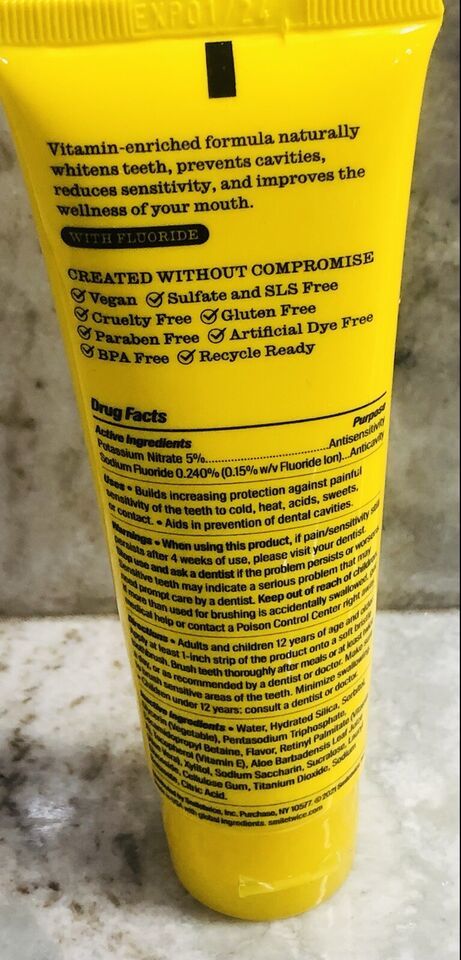 EXP01/24
Vitamin-enriched formula naturally
whitens teeth, prevents cavities,
reduces sensitivity, and improves the
wellness of your mouth.
WITH FLUORIDE
CREATED WITHOUT COMPROMISE
Vegan Sulfate and SLS Free
Cruelty Free Gluten Free
Paraben Free Artificial Dye Free
BPA Free Recycle Ready
Drug Facts
Active Ingredients Purpose
Potassium Nitrate 5%......................Antisensitivity
Sodium Fluoride 0.240% (0.15% w/v Fluoride Ion)...Anticavity
Uses • Builds increasing protection against painful
sensitivity of the teeth to cold, heat, acids, sweets,
or contact. • Aids in prevention of dental cavities.
Warnings • When using this product, if pain/sensitivity still
persists after 4 weeks of use, please visit your dentist.
Stop use and ask a dentist if the problem persists or worsens.
Sensitive teeth may indicate a serious problem that may
need prompt care by a dentist. Keep out of reach of children.
If more than used for brushing is accidentally swallowed,
medical help or contact a Poison Control Center right away.
Directions • Adults and children 12 years of age and older:
Apply at least 1-inch strip of the product onto a soft bristle
toothbrush. Brush teeth thoroughly after meals or at least
day, or as recommended by a dentist or doctor. Make
to brush sensitive areas of the teeth. Minimize swallowing.
Children under 12 years: consult a dentist or doctor.
Inactive Ingredients • Water, Hydrated Silica, Sorbitol,
Glycerin (Vegetable), Pentasodium Triphosphate,
Cocamidopropyl Betaine, Flavor, Retinyl Palmitate (Vitamin
Tocopherol (Vitamin E), Aloe Barbadensis Leaf Juice
Vera), Xylitol, Sodium Saccharin, Sucralose,
Cellulose Gum, Titanium Dioxide, Sodium
Citric Acid.
by Smiletwice, Inc. Purchase, NY 10577. © 2021 Smiletwice
USA with global ingredients. smiletwice.com